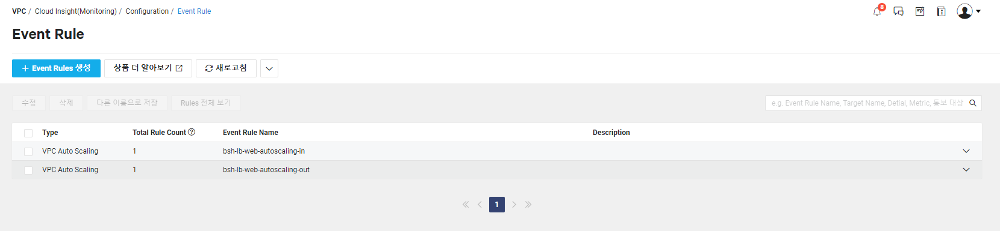 VPC / Cloud Insight(Monitoring) / Configuration / Event Rule
8
Event Rule
+ Event Rules 생성
상품 더 알아보기
새로고침
수정
삭제
다른 이름으로 저장
Rules 전체 보기
e.g. Event Rule Name, Target Name, Detial, Metric, 통보 대상
Type Total Rule Count ? Event Rule Name Description
VPC Auto Scaling 1 bsh-lb-web-autoscaling-in
VPC Auto Scaling 1 bsh-lb-web-autoscaling-out
1